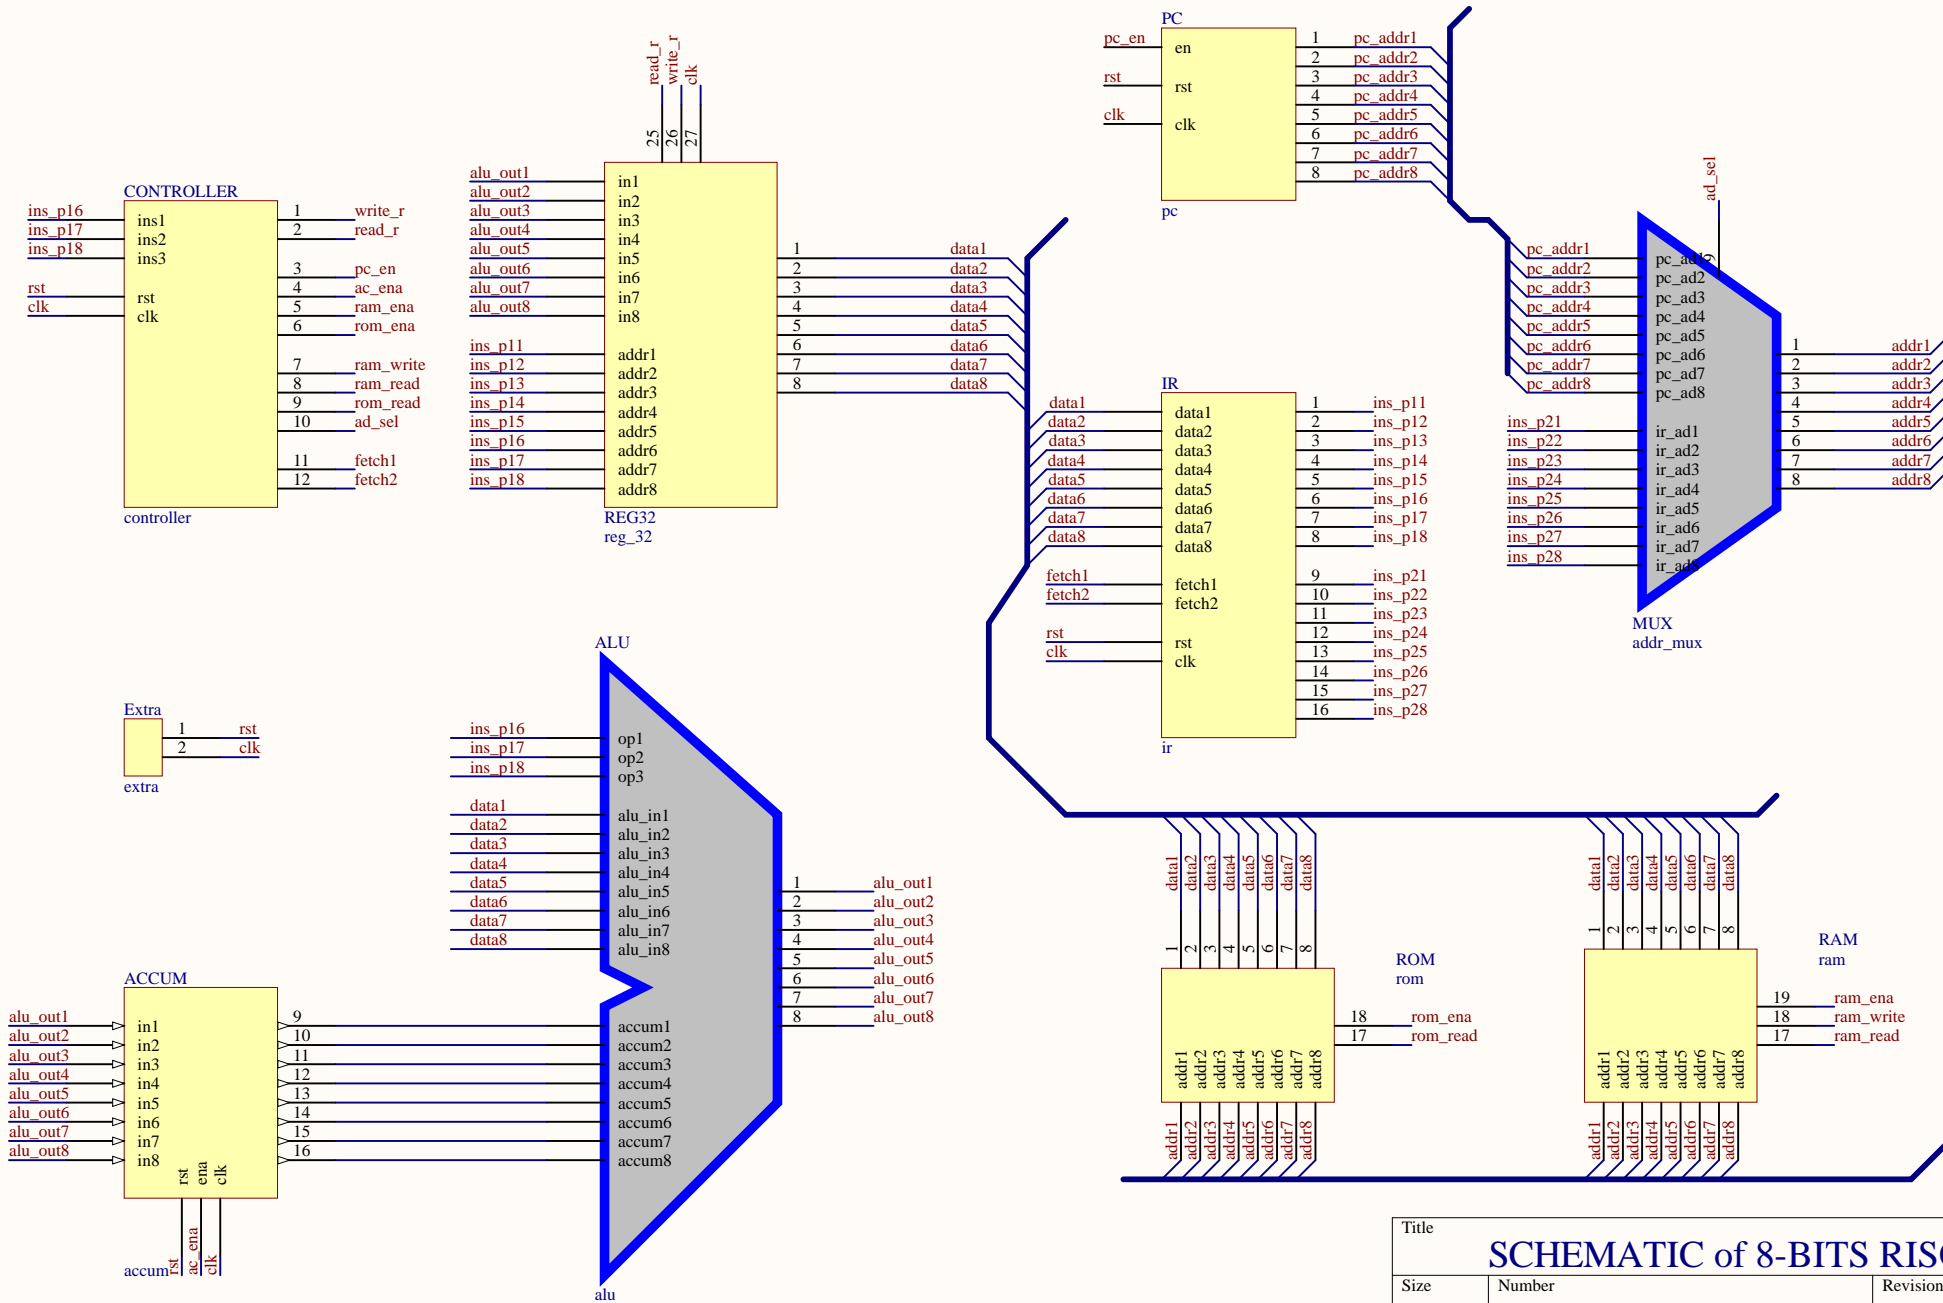 CONTROLLER
ins_p16
ins_p17
ins_p18
rst
clk
ins1
ins2
ins3
rst
clk
1 write_r
2 read_r
3 pc_en
4 ac_ena
5 ram_ena
6 rom_ena
7 ram_write
8 ram_read
9 rom_read
10 ad_sel
11 fetch1
12 fetch2
controller
read_r
write_r
clk
25
26
27
alu_out1 in1
alu_out2 in2
alu_out3 in3
alu_out4 in4
alu_out5 in5
alu_out6 in6
alu_out7 in7
alu_out8 in8
ins_p11 addr1
ins_p12 addr2
ins_p13 addr3
ins_p14 addr4
ins_p15 addr5
ins_p16 addr6
ins_p17 addr7
ins_p18 addr8
1 data1
2 data2
3 data3
4 data4
5 data5
6 data6
7 data7
8 data8
REG32
reg_32
PC
pc_en en
rst rst
clk clk
1 pc_addr1
2 pc_addr2
3 pc_addr3
4 pc_addr4
5 pc_addr5
6 pc_addr6
7 pc_addr7
8 pc_addr8
pc
ad_sel
9
pc_addr1 pc_ad1
pc_addr2 pc_ad2
pc_addr3 pc_ad3
pc_addr4 pc_ad4
pc_addr5 pc_ad5
pc_addr6 pc_ad6
pc_addr7 pc_ad7
pc_addr8 pc_ad8
ins_p21 ir_ad1
ins_p22 ir_ad2
ins_p23 ir_ad3
ins_p24 ir_ad4
ins_p25 ir_ad5
ins_p26 ir_ad6
ins_p27 ir_ad7
ins_p28 ir_ad8
1 addr1
2 addr2
3 addr3
4 addr4
5 addr5
6 addr6
7 addr7
8 addr8
MUX
addr_mux
IR
data1 data1
data2 data2
data3 data3
data4 data4
data5 data5
data6 data6
data7 data7
data8 data8
fetch1 fetch1
fetch2 fetch2
rst rst
clk clk
1 ins_p11
2 ins_p12
3 ins_p13
4 ins_p14
5 ins_p15
6 ins_p16
7 ins_p17
8 ins_p18
9 ins_p21
10 ins_p22
11 ins_p23
12 ins_p24
13 ins_p25
14 ins_p26
15 ins_p27
16 ins_p28
ir
Extra
1 rst
2 clk
extra
ALU
ins_p16 op1
ins_p17 op2
ins_p18 op3
data1 alu_in1
data2 alu_in2
data3 alu_in3
data4 alu_in4
data5 alu_in5
data6 alu_in6
data7 alu_in7
data8 alu_in8
accum1
accum2
accum3
accum4
accum5
accum6
accum7
accum8
1 alu_out1
2 alu_out2
3 alu_out3
4 alu_out4
5 alu_out5
6 alu_out6
7 alu_out7
8 alu_out8
alu
ACCUM
alu_out1 in1 9
alu_out2 in2 10
alu_out3 in3 11
alu_out4 in4 12
alu_out5 in5 13
alu_out6 in6 14
alu_out7 in7 15
alu_out8 in8 16
rst
ena
clk
rst
ac_ena
clk
accum
data1
data2
data3
data4
data5
data6
data7
data8
1
2
3
4
5
6
7
8
ROM
rom
18 rom_ena
17 rom_read
addr1
addr2
addr3
addr4
addr5
addr6
addr7
addr8
addr1
addr2
addr3
addr4
addr5
addr6
addr7
addr8
data1
data2
data3
data4
data5
data6
data7
data8
1
2
3
4
5
6
7
8
RAM
ram
19 ram_ena
18 ram_write
17 ram_read
addr1
addr2
addr3
addr4
addr5
addr6
addr7
addr8
addr1
addr2
addr3
addr4
addr5
addr6
addr7
addr8
Title
SCHEMATIC of 8-BITS RISC
Size Number Revision